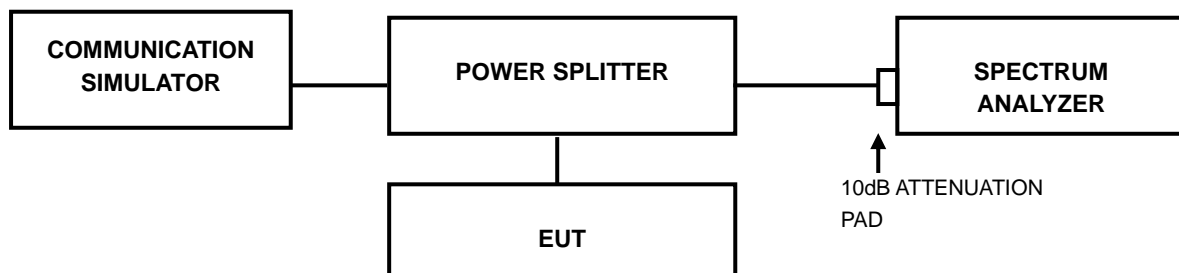 COMMUNICATION
SIMULATOR
POWER SPLITTER
SPECTRUM
ANALYZER
10dB ATTENUATION
PAD
EUT